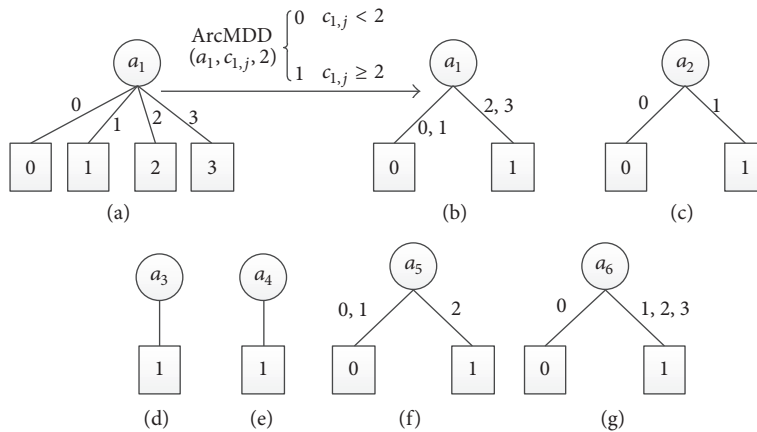 a1
0 1 2 3
0 1 2 3
(a)
ArcMDD
(a1, c1,j, 2)
0 c1,j < 2
1 c1,j ≥ 2
a1
0, 1 2, 3
0 1
(b)
a2
0 1
0 1
(c)
a3
1
(d)
a4
1
(e)
a5
0, 1 2
0 1
(f)
a6
0 1, 2, 3
0 1
(g)